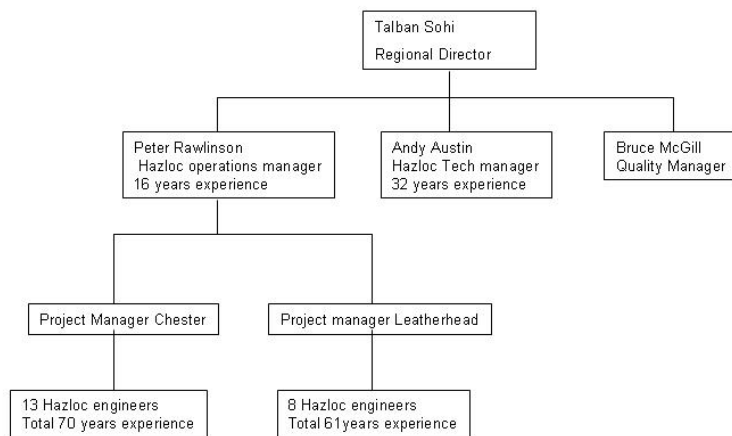 Talban Sohi
Regional Director
Peter Rawlinson
Hazloc operations manager
16 years experience
Andy Austin
Hazloc Tech manager
32 years experience
Bruce McGill
Quality Manager
Project Manager Chester
Project manager Leatherhead
13 Hazloc engineers
Total 70 years experience
8 Hazloc engineers
Total 61years experience